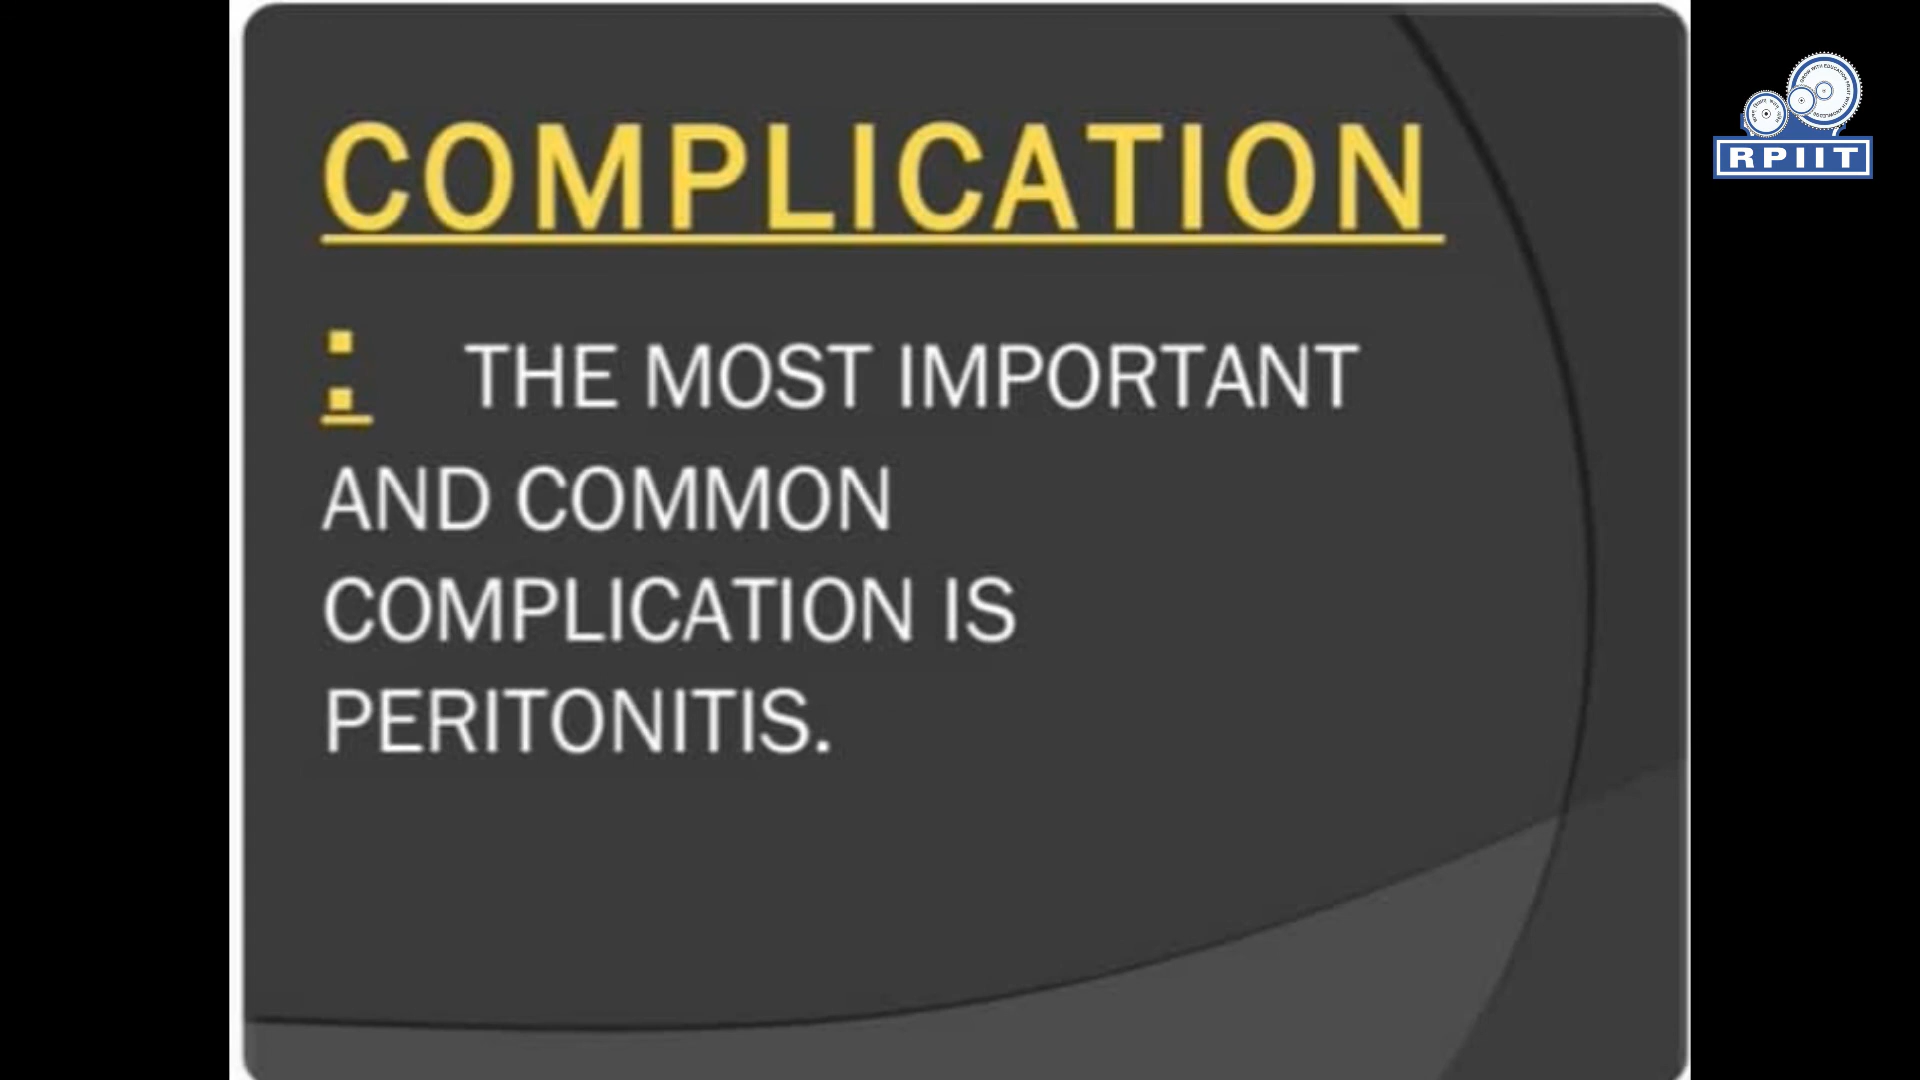 COMPLICATION
: THE MOST IMPORTANT
AND COMMON
COMPLICATION IS
PERITONITIS.
RPIIT